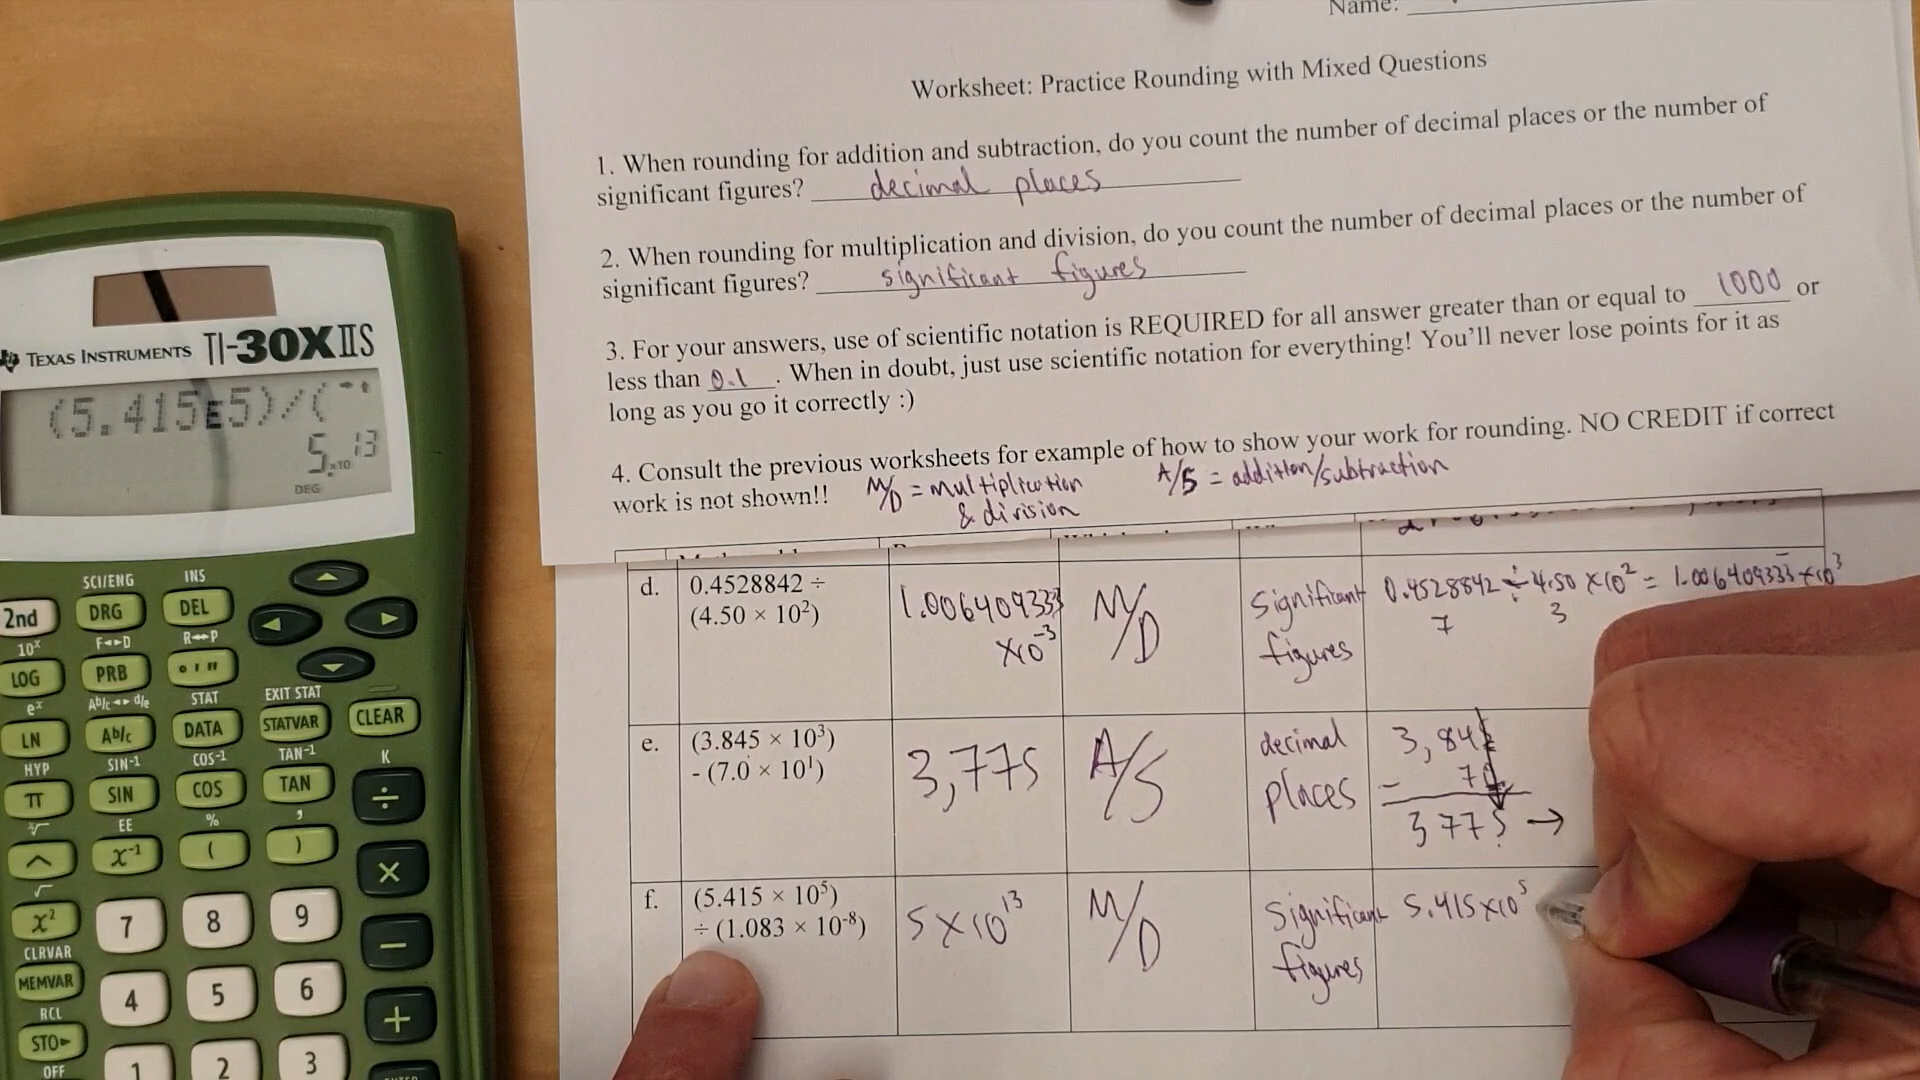 Name:
Worksheet: Practice Rounding with Mixed Questions
1. When rounding for addition and subtraction, do you count the number of decimal places or the number of
significant figures? decimal places
2. When rounding for multiplication and division, do you count the number of decimal places or the number of
significant figures? significant figures
3. For your answers, use of scientific notation is REQUIRED for all answer greater than or equal to 1000 or
less than 0.1. When in doubt, just use scientific notation for everything! You'll never lose points for it as
long as you go it correctly :)
4. Consult the previous worksheets for example of how to show your work for rounding. NO CREDIT if correct
work is not shown!! M/D = multiplication & division A/S = addition/subtraction
d. 0.4528842 ÷ (4.50 × 10²) 1.006409333 ×10⁻³ M/D Significant figures 0.4528842 ÷ 4.50 ×10² = 1.006409333 ×10³
7 3
e. (3.845 × 10³) - (7.0 × 10¹) 3,775 A/S decimal places 3,845
- 70
3775 →
f. (5.415 × 10⁵) ÷ (1.083 × 10⁻⁸) 5 × 10¹³ M/D Significant figures 5.415×10⁵
TEXAS INSTRUMENTS TI-30X IIS
(5.415E5)/(
5.×10¹³
DEG
SCI/ENG INS
2nd DRG DEL
10ˣ F◄►D R◄►P
LOG PRB ° ' "
eˣ Ab/c◄►d/e STAT EXIT STAT
LN Ab/c DATA STATVAR CLEAR
HYP SIN⁻¹ COS⁻¹ TAN⁻¹ K
π SIN COS TAN ÷
ˣ√ EE % ,
^ x⁻¹ ( ) ×
√
x² 7 8 9 −
CLRVAR
MEMVAR 4 5 6 +
RCL
STO► 1 2 3
OFF